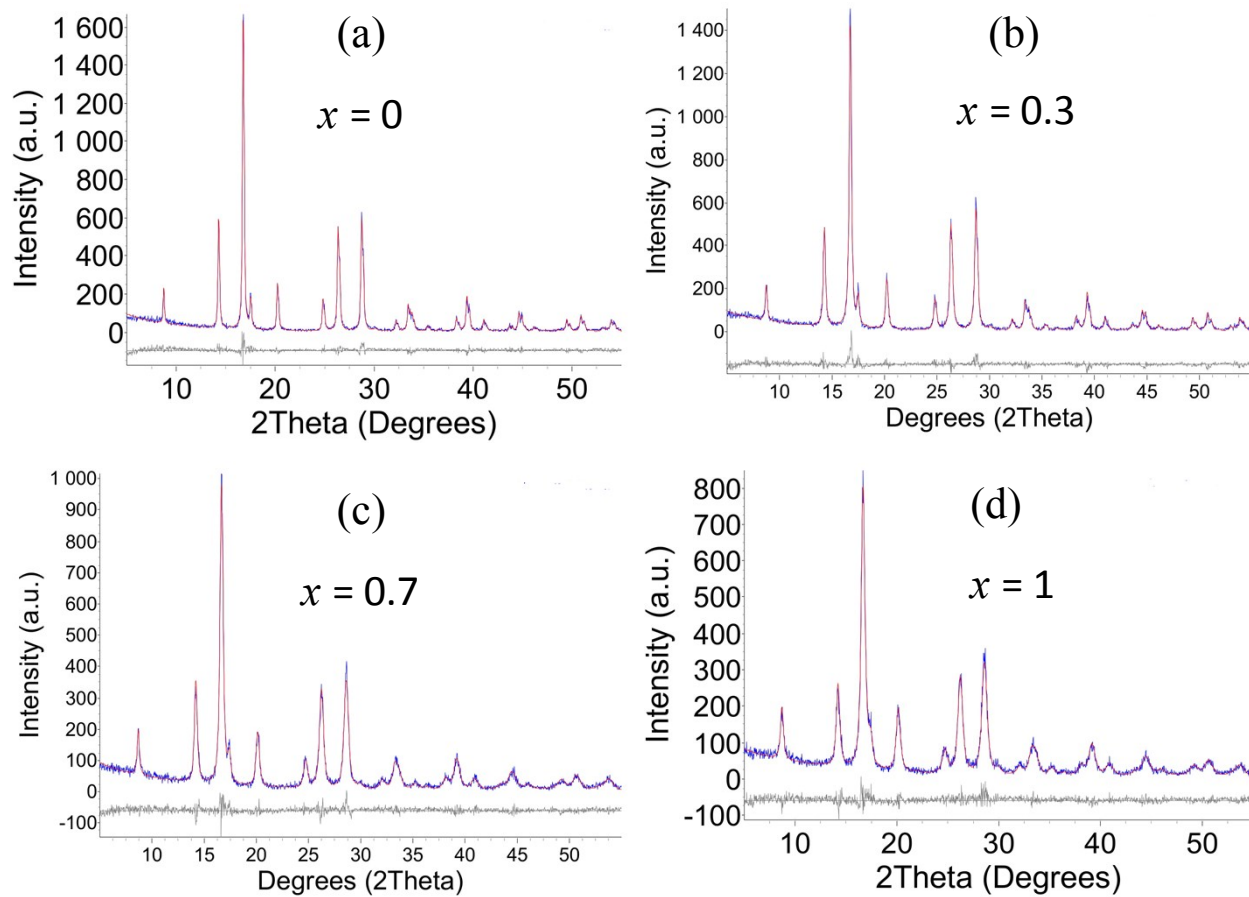 (a)
x = 0
Intensity (a.u.)
1 600
1 400
1 200
1 000
800
600
400
200
0
10 20 30 40 50
2Theta (Degrees)
(b)
x = 0.3
Intensity (a.u.)
1 400
1 200
1 000
800
600
400
200
0
10 15 20 25 30 35 40 45 50
Degrees (2Theta)
(c)
x = 0.7
Intensity (a.u.)
1 000
900
800
700
600
500
400
300
200
100
0
-100
10 15 20 25 30 35 40 45 50
Degrees (2Theta)
(d)
x = 1
Intensity (a.u.)
800
700
600
500
400
300
200
100
0
-100
10 20 30 40 50
2Theta (Degrees)